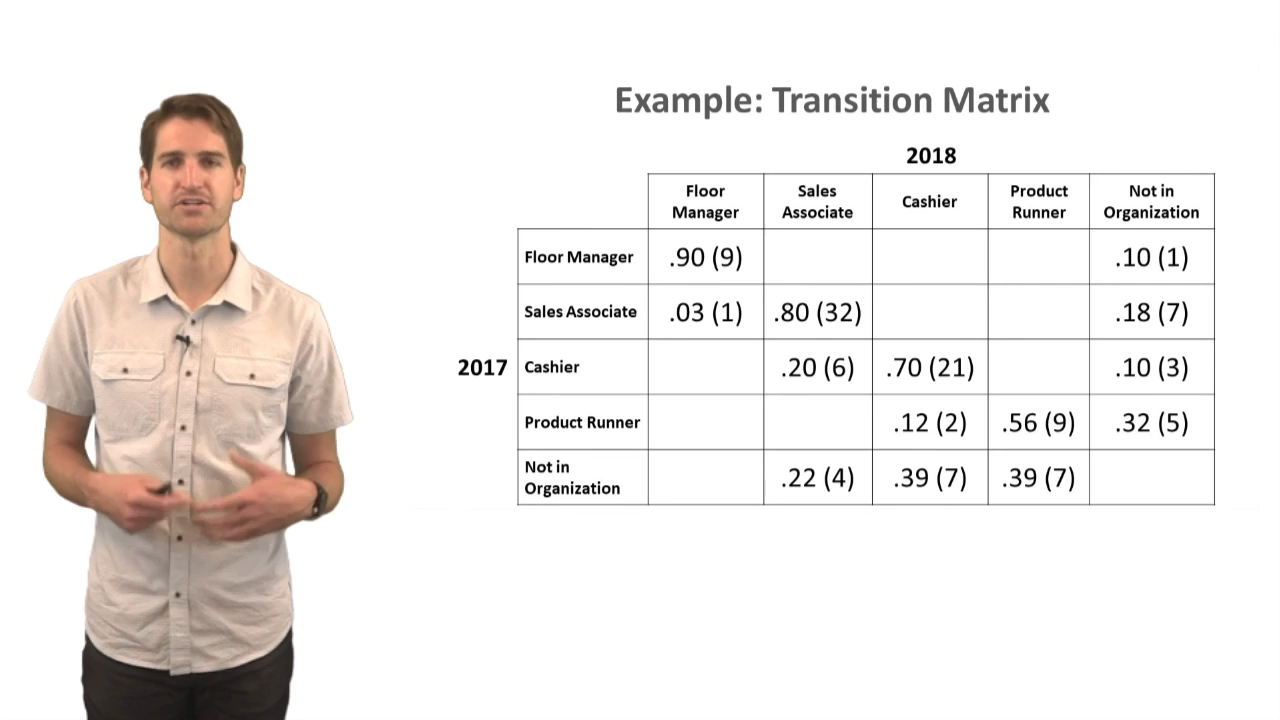 Example: Transition Matrix
2018
Floor Manager Sales Associate Cashier Product Runner Not in Organization
Floor Manager .90 (9) .10 (1)
Sales Associate .03 (1) .80 (32) .18 (7)
2017 Cashier .20 (6) .70 (21) .10 (3)
Product Runner .12 (2) .56 (9) .32 (5)
Not in Organization .22 (4) .39 (7) .39 (7)